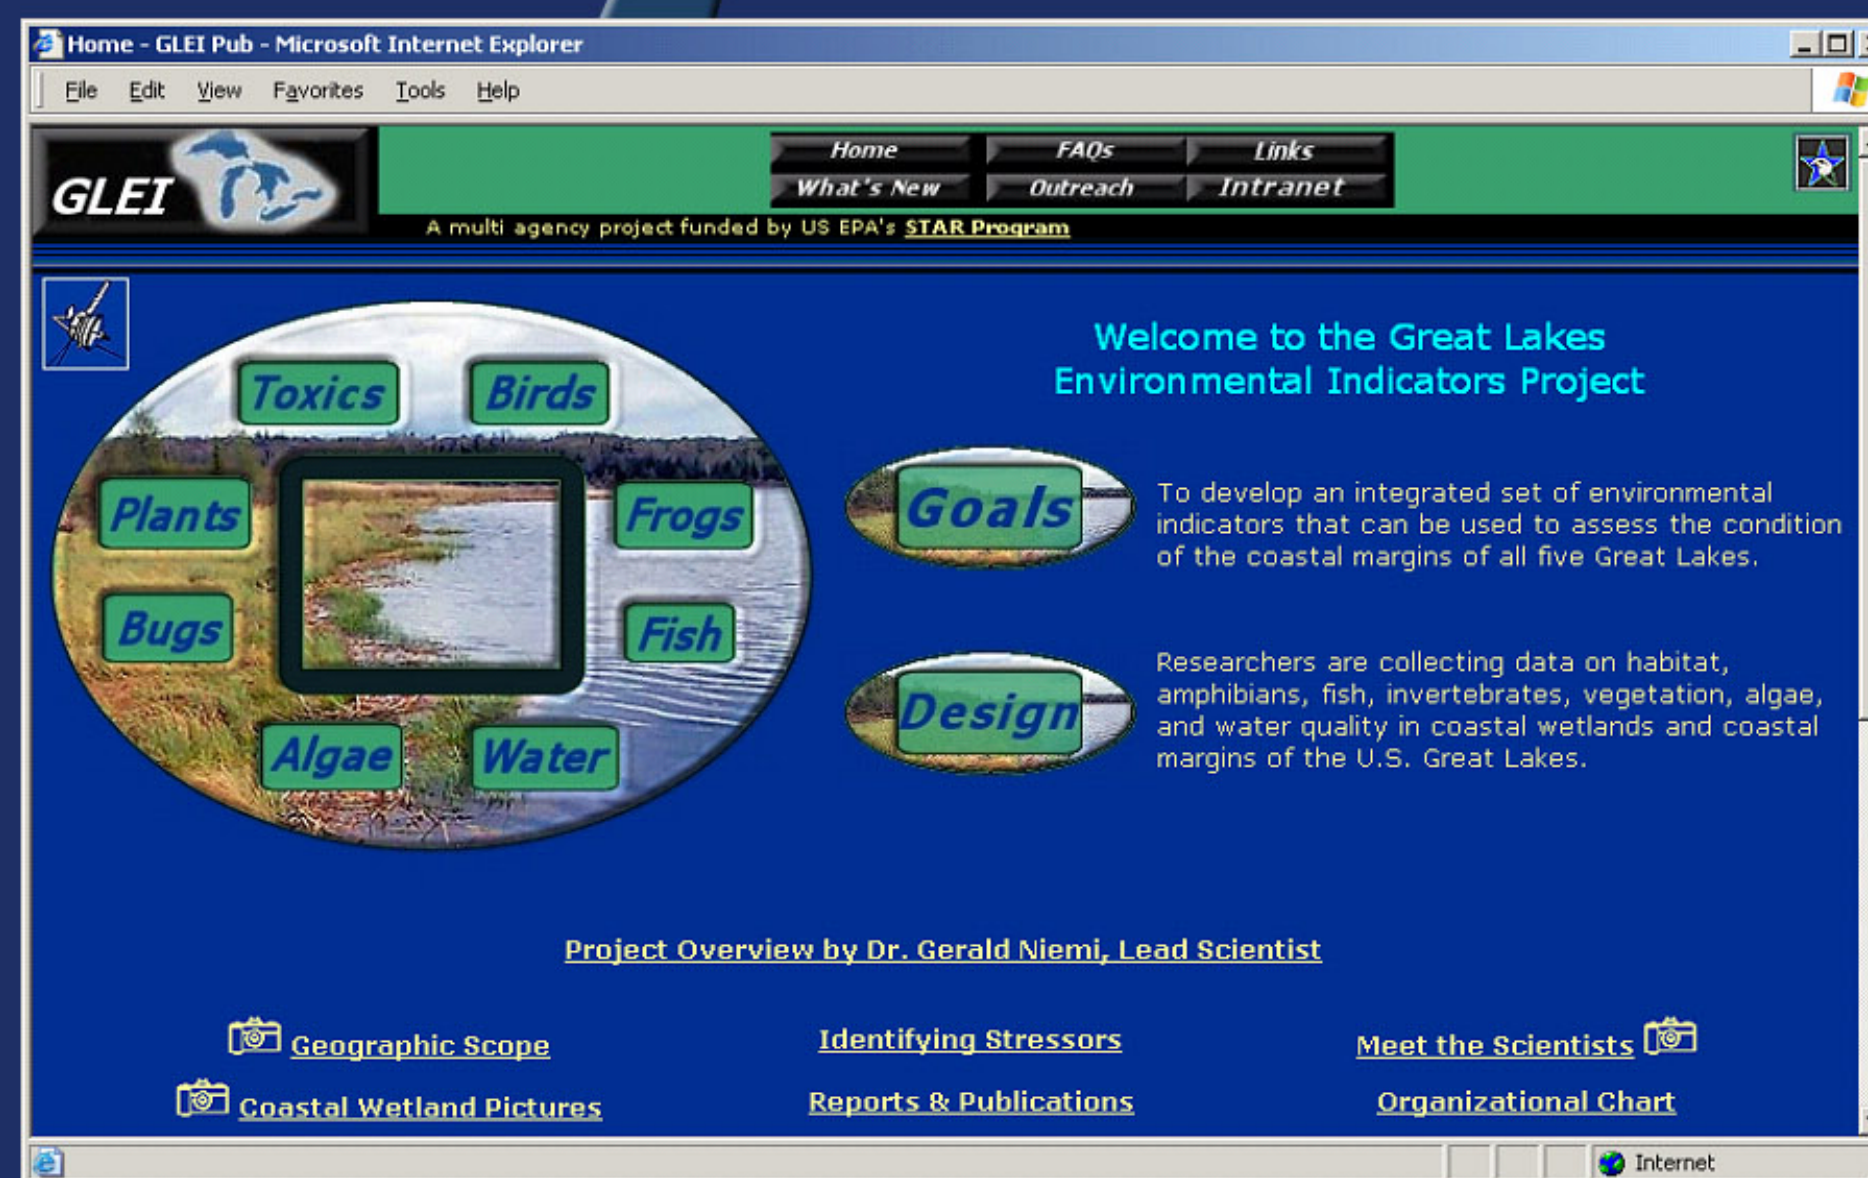 Home - GLEI Pub - Microsoft Internet Explorer
File Edit View Favorites Tools Help
GLEI
Home FAQs Links
What's New Outreach Intranet
A multi agency project funded by US EPA's STAR Program
Toxics Birds
Plants Frogs
Bugs Fish
Algae Water
Welcome to the Great Lakes
Environmental Indicators Project
Goals
To develop an integrated set of environmental
indicators that can be used to assess the condition
of the coastal margins of all five Great Lakes.
Design
Researchers are collecting data on habitat,
amphibians, fish, invertebrates, vegetation, algae,
and water quality in coastal wetlands and coastal
margins of the U.S. Great Lakes.
Project Overview by Dr. Gerald Niemi, Lead Scientist
Geographic Scope Identifying Stressors Meet the Scientists
Coastal Wetland Pictures Reports & Publications Organizational Chart
Internet